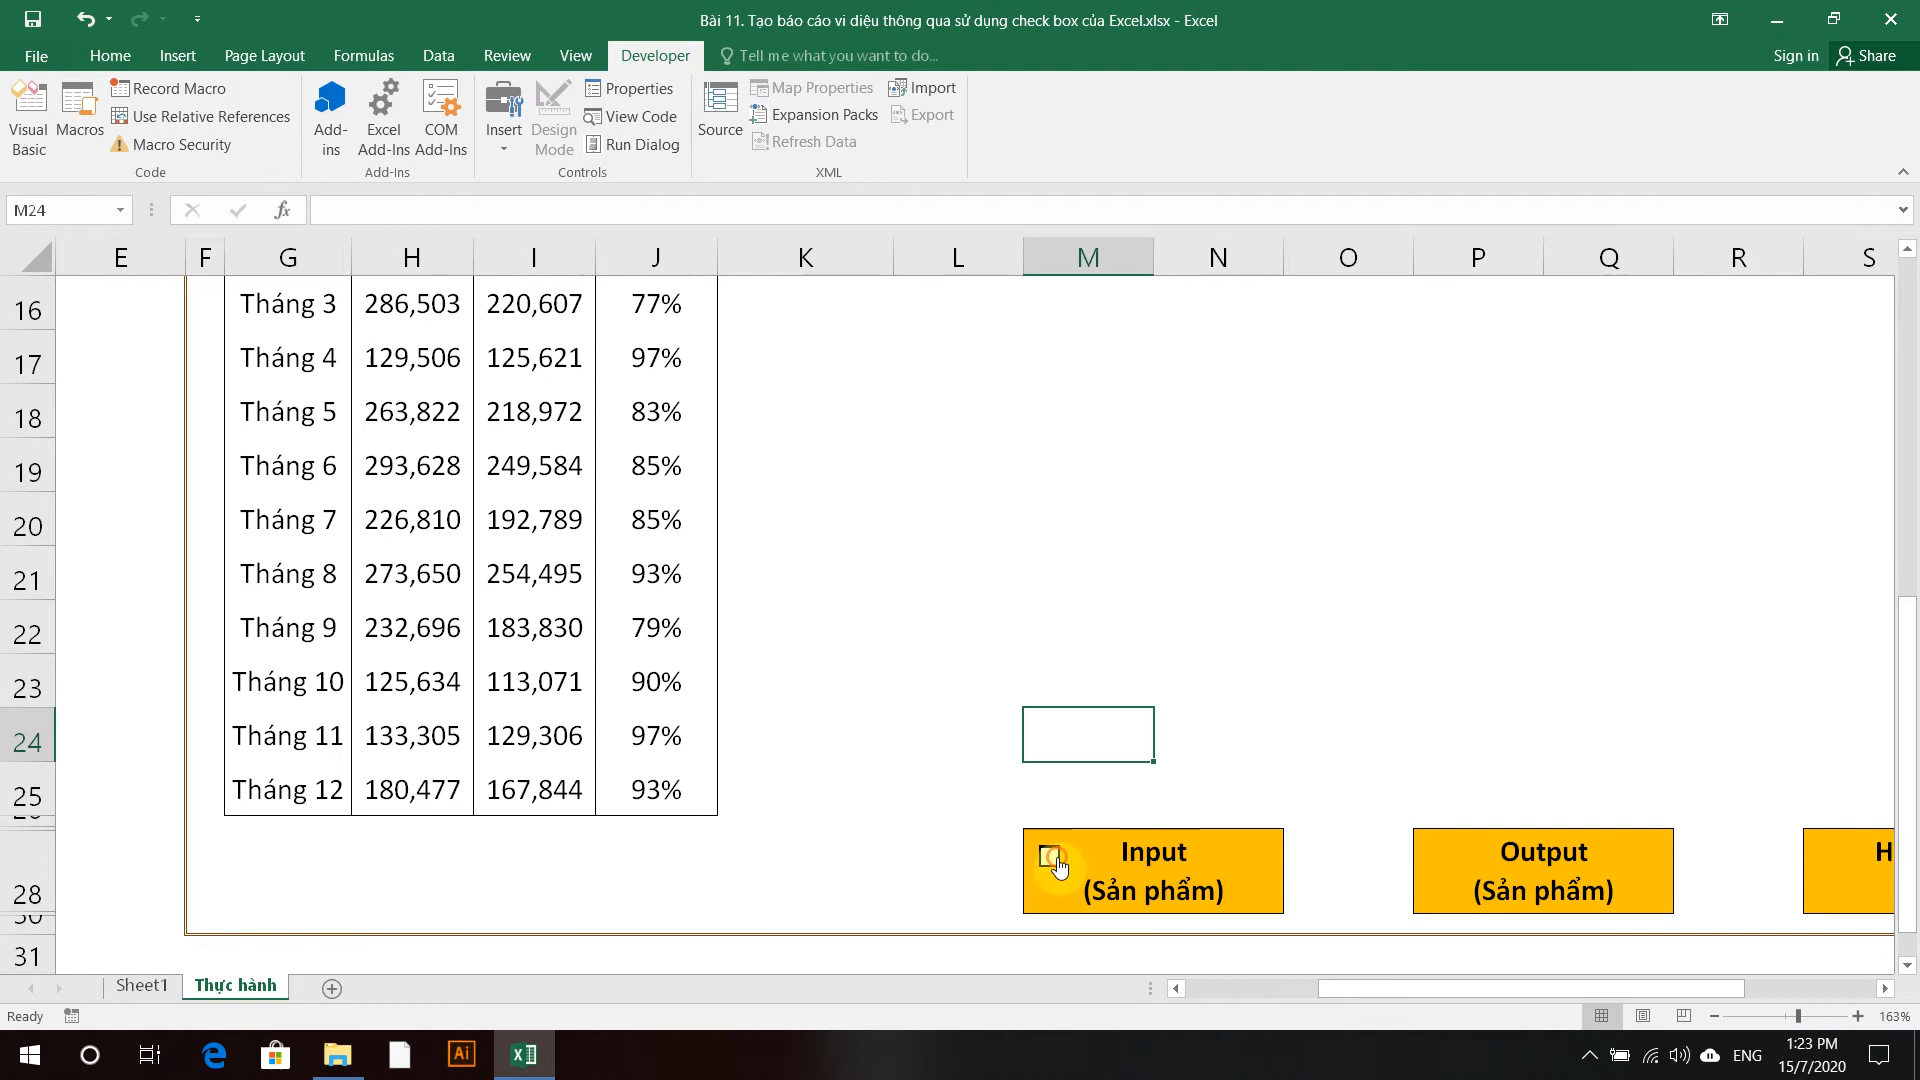 Bài 11. Tạo báo cáo vi diệu thông qua sử dụng check box của Excel.xlsx - Excel
File Home Insert Page Layout Formulas Data Review View Developer Tell me what you want to do... Sign in Share
Visual Basic
Macros
Record Macro
Use Relative References
Macro Security
Code
Add-ins
Excel Add-Ins
COM Add-Ins
Add-Ins
Insert
Design Mode
Properties
View Code
Run Dialog
Controls
Source
Map Properties
Expansion Packs
Refresh Data
Import
Export
XML
M24
fx
E F G H I J K L M N O P Q R S
16 Tháng 3 286,503 220,607 77%
17 Tháng 4 129,506 125,621 97%
18 Tháng 5 263,822 218,972 83%
19 Tháng 6 293,628 249,584 85%
20 Tháng 7 226,810 192,789 85%
21 Tháng 8 273,650 254,495 93%
22 Tháng 9 232,696 183,830 79%
23 Tháng 10 125,634 113,071 90%
24 Tháng 11 133,305 129,306 97%
25 Tháng 12 180,477 167,844 93%
28
Input
(Sản phẩm)
Output
(Sản phẩm)
H
31
Sheet1 Thực hành
Ready
163%
Ai
ENG
1:23 PM
15/7/2020